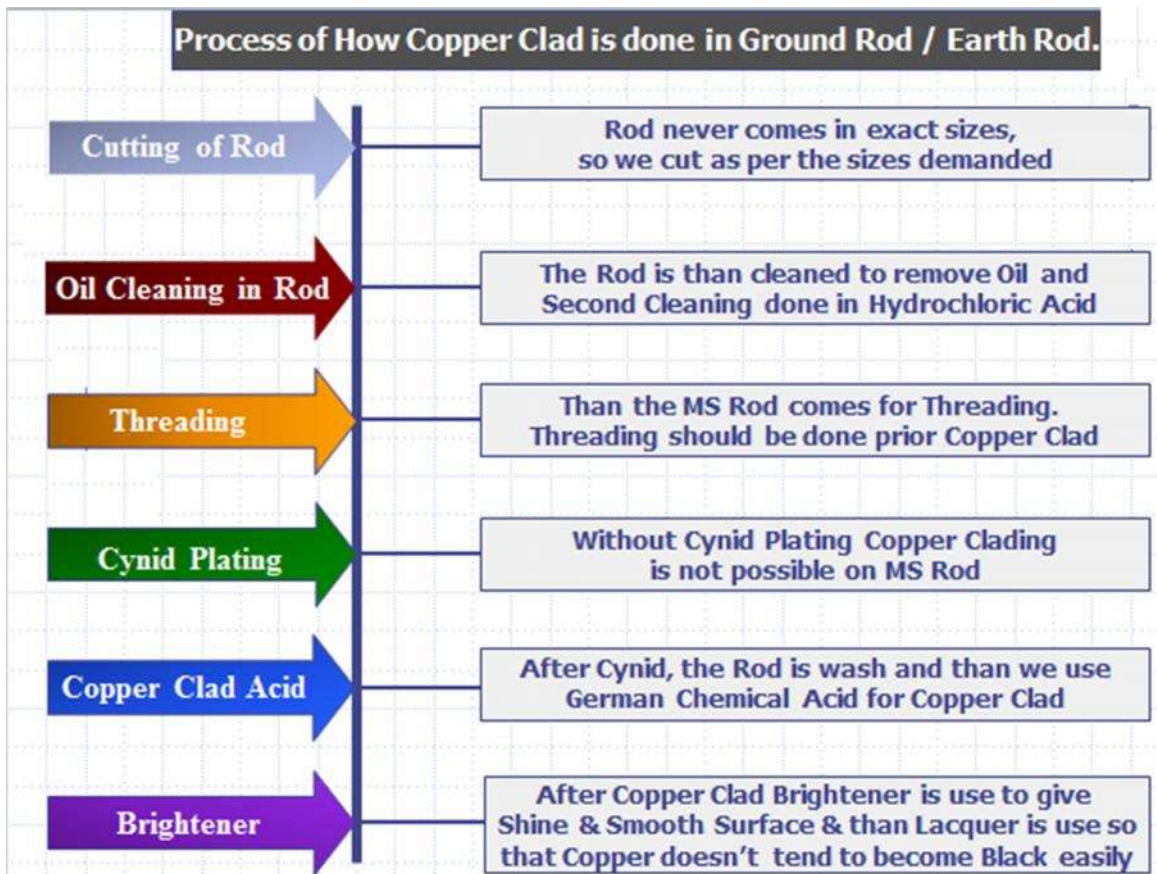 Process of How Copper Clad is done in Ground Rod / Earth Rod.
Cutting of Rod
Rod never comes in exact sizes,
so we cut as per the sizes demanded
Oil Cleaning in Rod
The Rod is than cleaned to remove Oil and
Second Cleaning done in Hydrochloric Acid
Threading
Than the MS Rod comes for Threading.
Threading should be done prior Copper Clad
Cynid Plating
Without Cynid Plating Copper Clading
is not possible on MS Rod
Copper Clad Acid
After Cynid, the Rod is wash and than we use
German Chemical Acid for Copper Clad
Brightener
After Copper Clad Brightener is use to give
Shine & Smooth Surface & than Lacquer is use so
that Copper doesn't tend to become Black easily